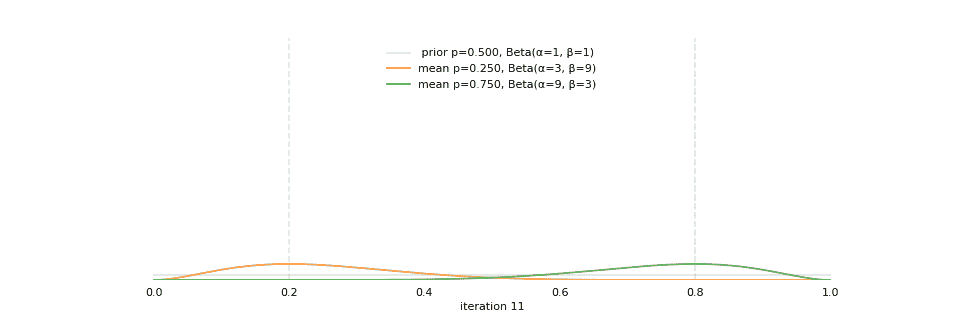 prior p=0.500, Beta(α=1, β=1)
mean p=0.250, Beta(α=3, β=9)
mean p=0.750, Beta(α=9, β=3)
0.0 0.2 0.4 0.6 0.8 1.0
iteration 11